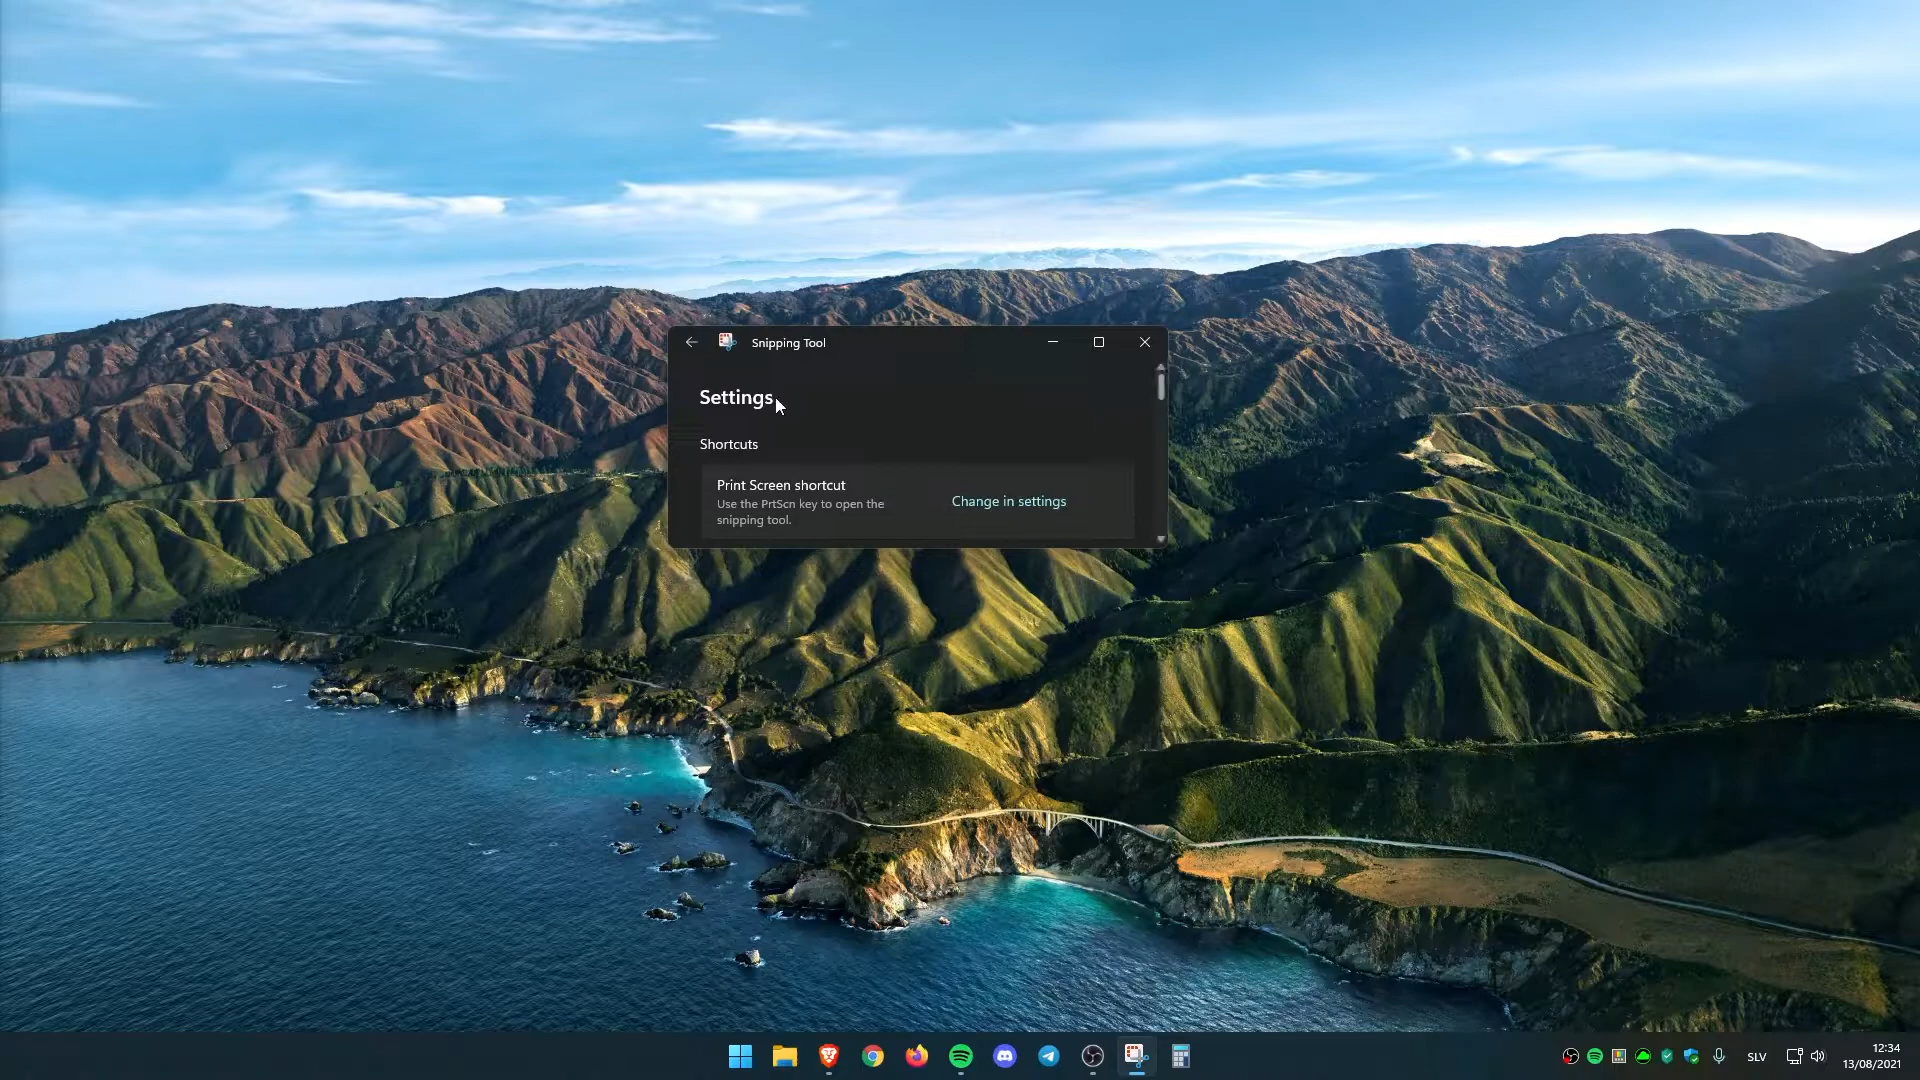 Snipping Tool
Settings
Shortcuts
Print Screen shortcut
Use the PrtScn key to open the
snipping tool.
Change in settings
SLV
12:34
13/08/2021